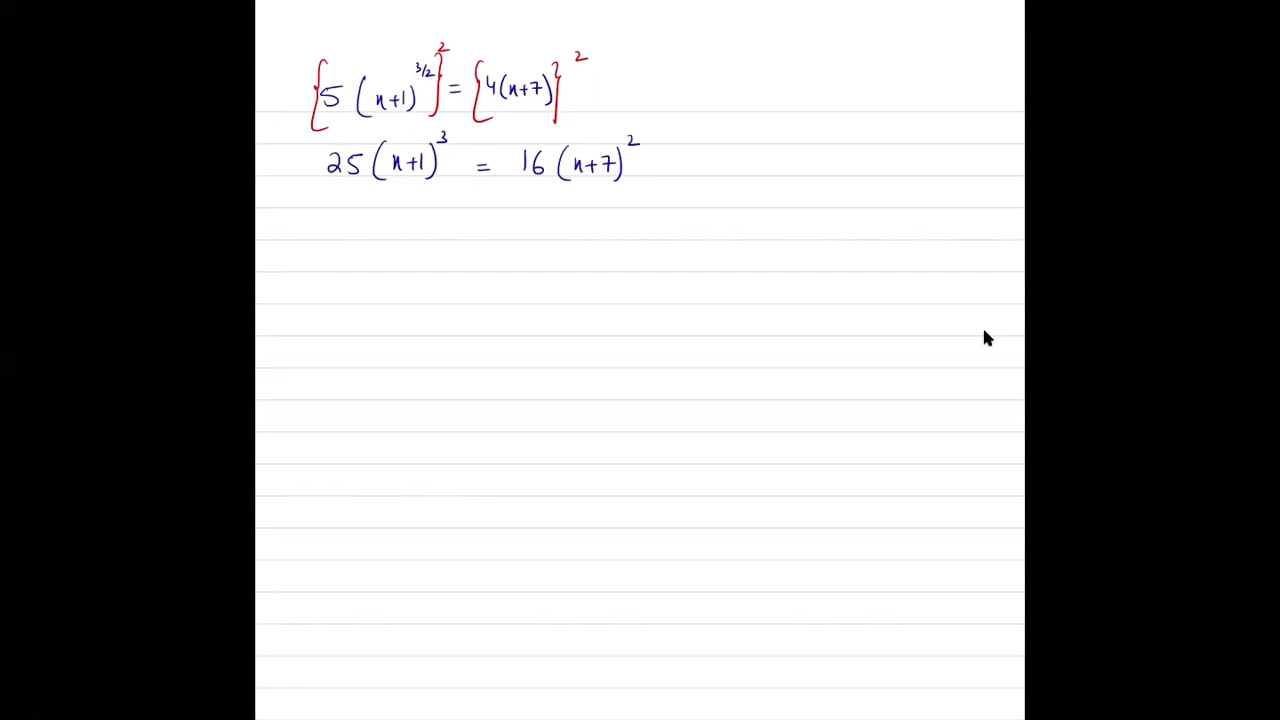 {5(n+1)^3/2}^2 = {4(n+7)}^2
25(n+1)^3 = 16(n+7)^2